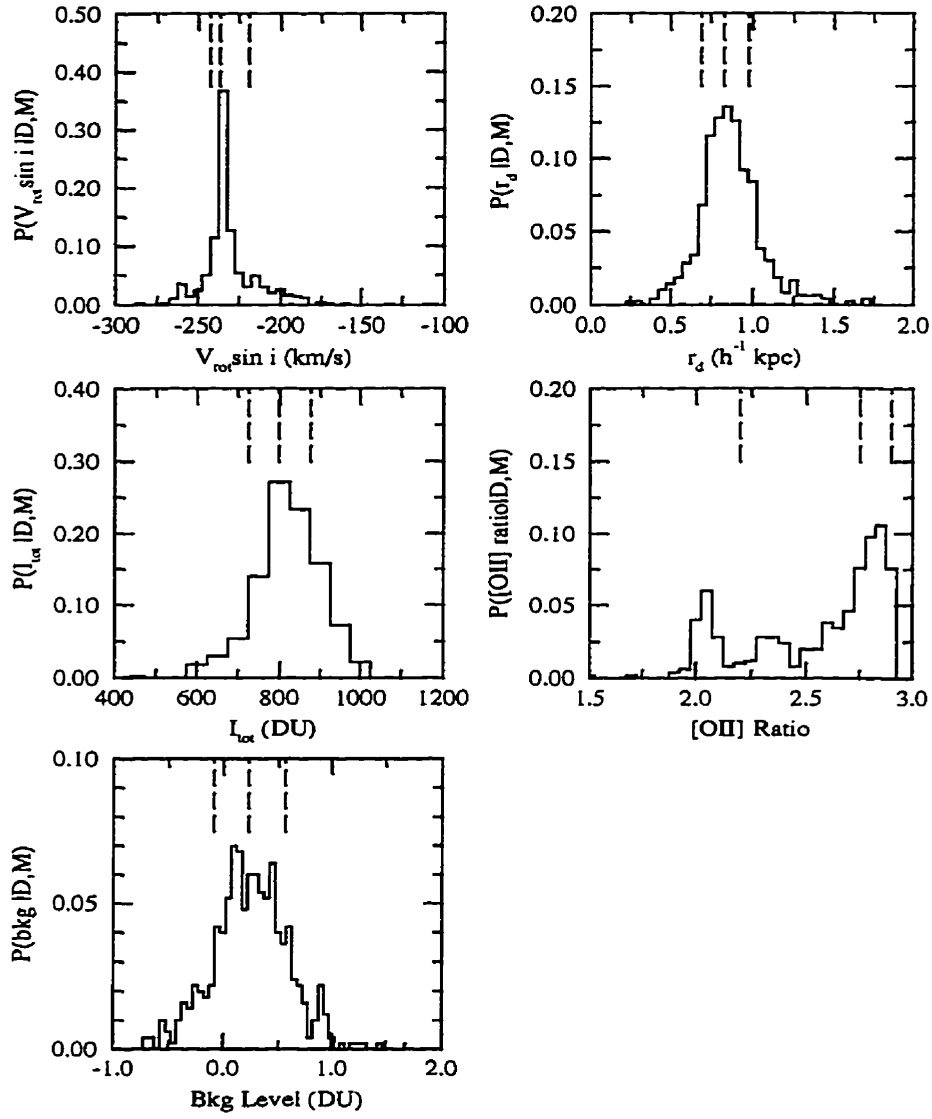 0.50
0.40
0.30
0.20
0.10
0.00
P(V_rot sin i |D,M)
-300 -250 -200 -150 -100
V_rot sin i (km/s)
0.20
0.15
0.10
0.05
0.00
P(r_d |D,M)
0.0 0.5 1.0 1.5 2.0
r_d (h^-1 kpc)
0.40
0.30
0.20
0.10
0.00
P(I_tot |D,M)
400 600 800 1000 1200
I_tot (DU)
0.20
0.15
0.10
0.05
0.00
P([OII] ratio|D,M)
1.5 2.0 2.5 3.0
[OII] Ratio
0.10
0.05
0.00
P(bkg |D,M)
-1.0 0.0 1.0 2.0
Bkg Level (DU)